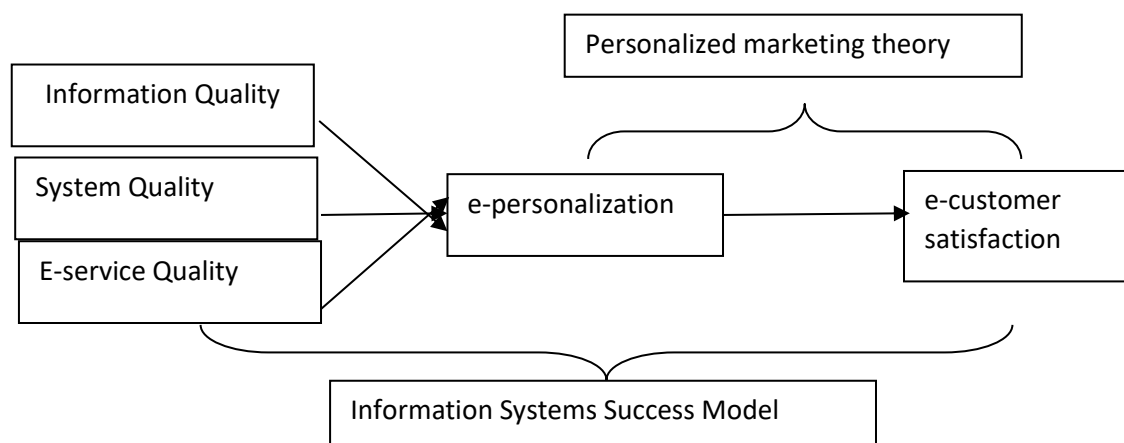 Personalized marketing theory
Information Quality
System Quality
E-service Quality
e-personalization
e-customer
satisfaction
Information Systems Success Model